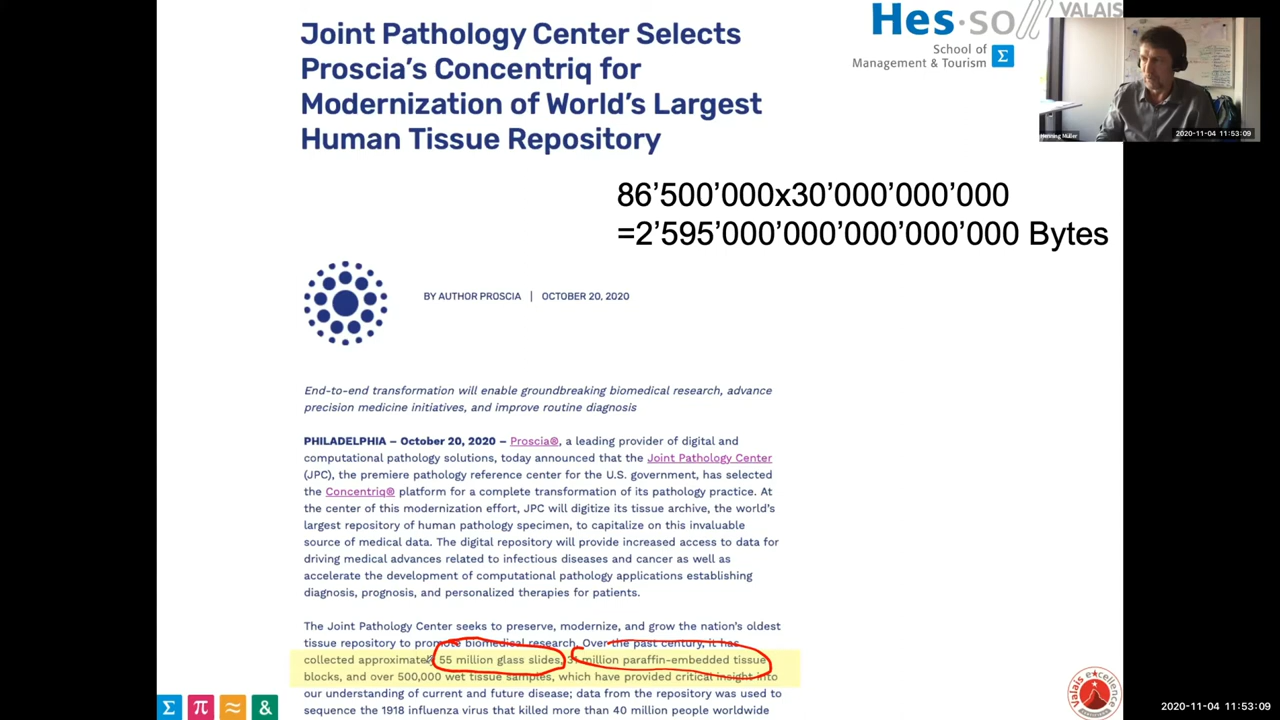 Joint Pathology Center Selects
Proscia's Concentriq for
Modernization of World's Largest
Human Tissue Repository
Hes·so// VALAIS
School of
Management & Tourism Σ
Henning Müller
2020-11-04 11:53:09
86'500'000x30'000'000'000
=2'595'000'000'000'000'000 Bytes
BY AUTHOR PROSCIA | OCTOBER 20, 2020
End-to-end transformation will enable groundbreaking biomedical research, advance
precision medicine initiatives, and improve routine diagnosis
PHILADELPHIA – October 20, 2020 – Proscia®, a leading provider of digital and
computational pathology solutions, today announced that the Joint Pathology Center
(JPC), the premiere pathology reference center for the U.S. government, has selected
the Concentriq® platform for a complete transformation of its pathology practice. At
the center of this modernization effort, JPC will digitize its tissue archive, the world's
largest repository of human pathology specimen, to capitalize on this invaluable
source of medical data. The digital repository will provide increased access to data for
driving medical advances related to infectious diseases and cancer as well as
accelerate the development of computational pathology applications establishing
diagnosis, prognosis, and personalized therapies for patients.
The Joint Pathology Center seeks to preserve, modernize, and grow the nation's oldest
tissue repository to promote biomedical research. Over the past century, it has
collected approximately 55 million glass slides, 31 million paraffin-embedded tissue
blocks, and over 500,000 wet tissue samples, which have provided critical insight into
our understanding of current and future disease; data from the repository was used to
sequence the 1918 influenza virus that killed more than 40 million people worldwide
Σ π ≈ &
Valais excellence
2020-11-04 11:53:09